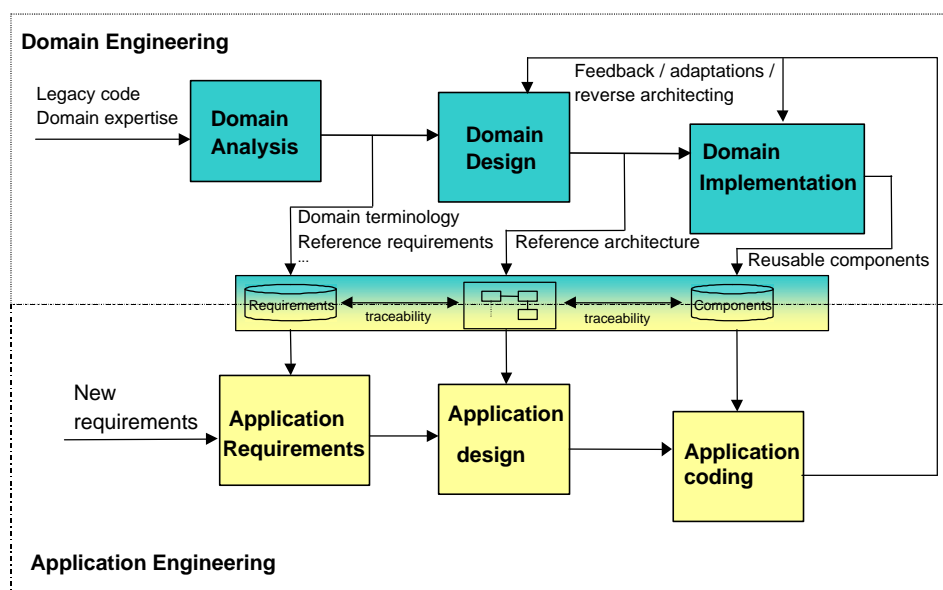 Domain Engineering
Legacy code
Domain expertise
Domain
Analysis
Domain
Design
Feedback / adaptations /
reverse architecting
Domain
Implementation
Domain terminology
Reference requirements
...
Reference architecture
Reusable components
Requirements
traceability
traceability
Components
New
requirements
Application
Requirements
Application
design
Application
coding
Application Engineering